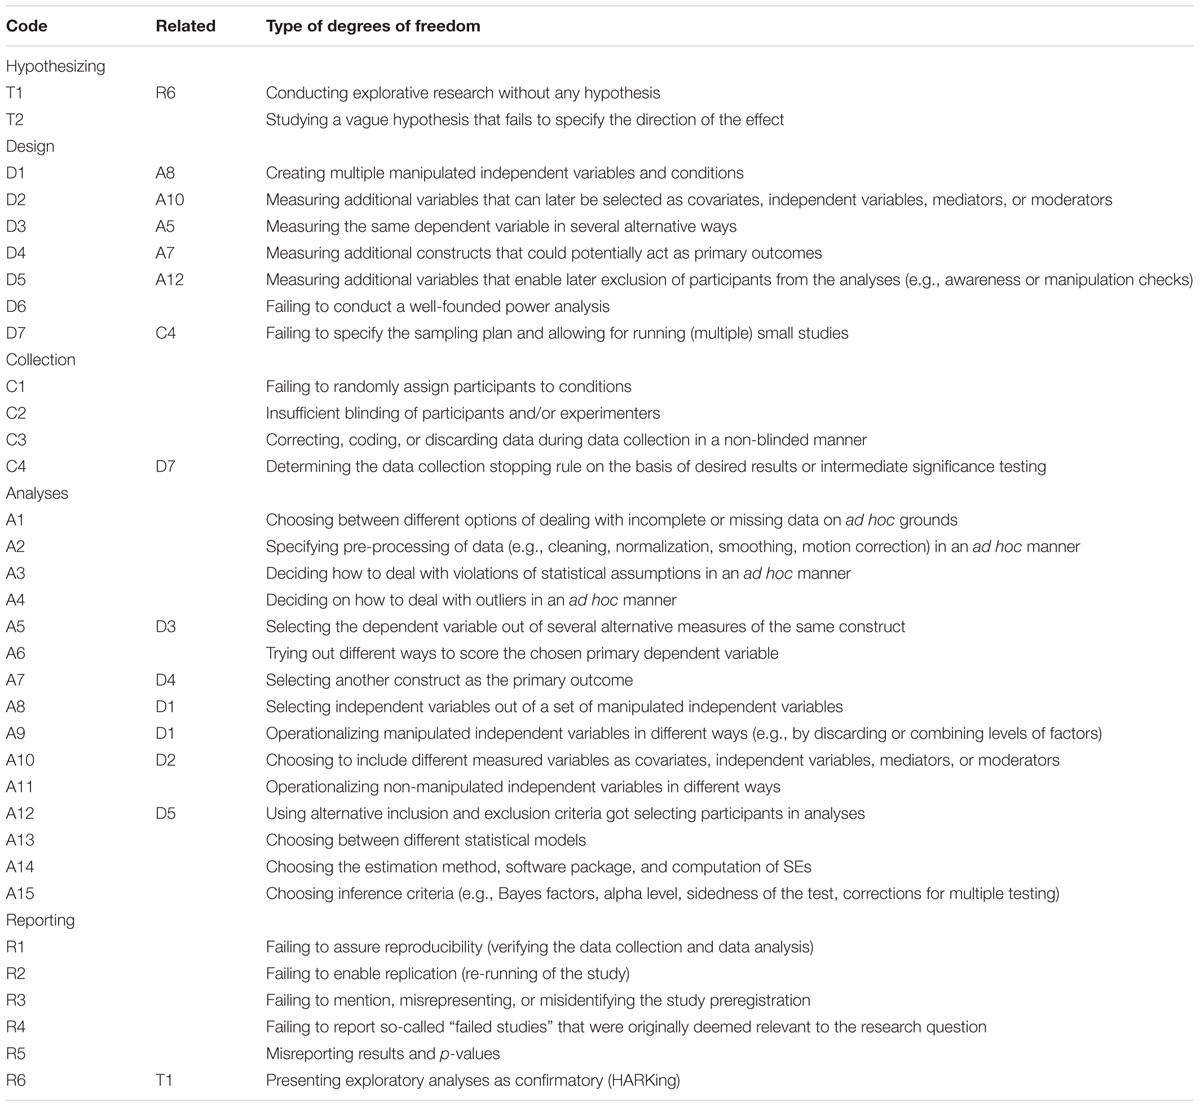 Code Related Type of degrees of freedom
Hypothesizing
T1 R6 Conducting explorative research without any hypothesis
T2 Studying a vague hypothesis that fails to specify the direction of the effect
Design
D1 A8 Creating multiple manipulated independent variables and conditions
D2 A10 Measuring additional variables that can later be selected as covariates, independent variables, mediators, or moderators
D3 A5 Measuring the same dependent variable in several alternative ways
D4 A7 Measuring additional constructs that could potentially act as primary outcomes
D5 A12 Measuring additional variables that enable later exclusion of participants from the analyses (e.g., awareness or manipulation checks)
D6 Failing to conduct a well-founded power analysis
D7 C4 Failing to specify the sampling plan and allowing for running (multiple) small studies
Collection
C1 Failing to randomly assign participants to conditions
C2 Insufficient blinding of participants and/or experimenters
C3 Correcting, coding, or discarding data during data collection in a non-blinded manner
C4 D7 Determining the data collection stopping rule on the basis of desired results or intermediate significance testing
Analyses
A1 Choosing between different options of dealing with incomplete or missing data on ad hoc grounds
A2 Specifying pre-processing of data (e.g., cleaning, normalization, smoothing, motion correction) in an ad hoc manner
A3 Deciding how to deal with violations of statistical assumptions in an ad hoc manner
A4 Deciding on how to deal with outliers in an ad hoc manner
A5 D3 Selecting the dependent variable out of several alternative measures of the same construct
A6 Trying out different ways to score the chosen primary dependent variable
A7 D4 Selecting another construct as the primary outcome
A8 D1 Selecting independent variables out of a set of manipulated independent variables
A9 D1 Operationalizing manipulated independent variables in different ways (e.g., by discarding or combining levels of factors)
A10 D2 Choosing to include different measured variables as covariates, independent variables, mediators, or moderators
A11 Operationalizing non-manipulated independent variables in different ways
A12 D5 Using alternative inclusion and exclusion criteria got selecting participants in analyses
A13 Choosing between different statistical models
A14 Choosing the estimation method, software package, and computation of SEs
A15 Choosing inference criteria (e.g., Bayes factors, alpha level, sidedness of the test, corrections for multiple testing)
Reporting
R1 Failing to assure reproducibility (verifying the data collection and data analysis)
R2 Failing to enable replication (re-running of the study)
R3 Failing to mention, misrepresenting, or misidentifying the study preregistration
R4 Failing to report so-called “failed studies” that were originally deemed relevant to the research question
R5 Misreporting results and p-values
R6 T1 Presenting exploratory analyses as confirmatory (HARKing)